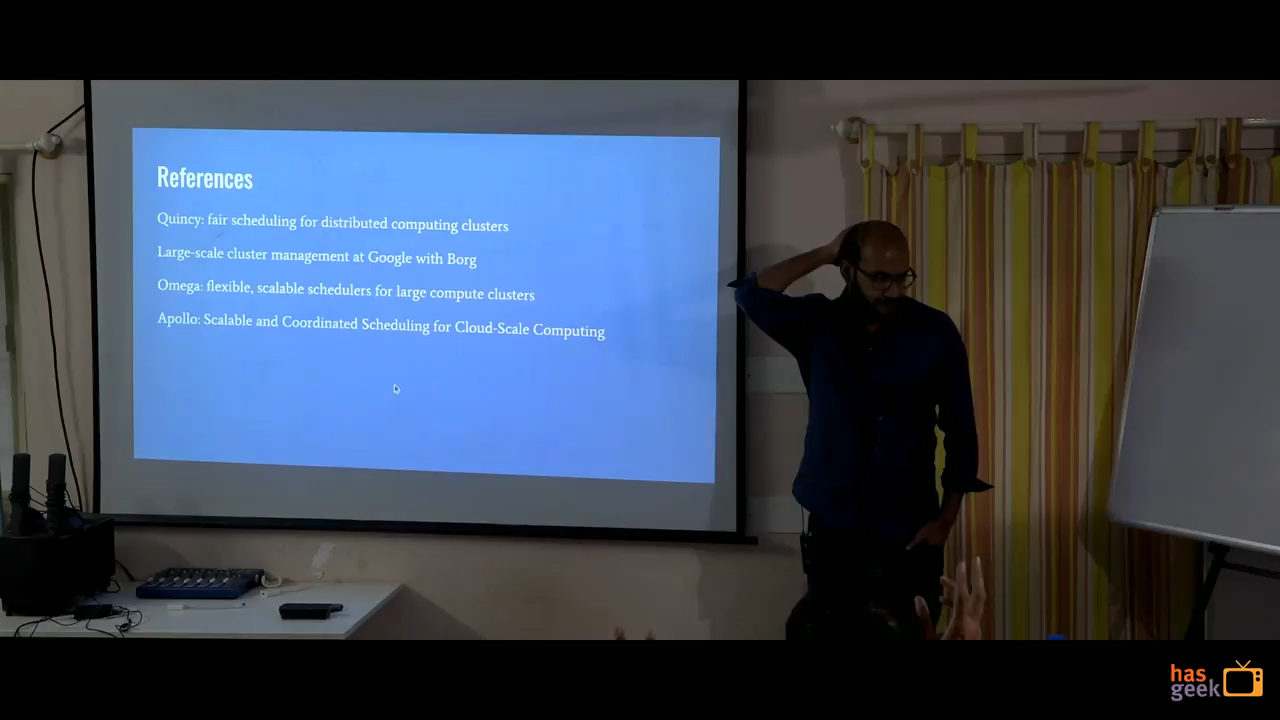 References
Quincy: fair scheduling for distributed computing clusters
Large-scale cluster management at Google with Borg
Omega: flexible, scalable schedulers for large compute clusters
Apollo: Scalable and Coordinated Scheduling for Cloud-Scale Computing
has
geek